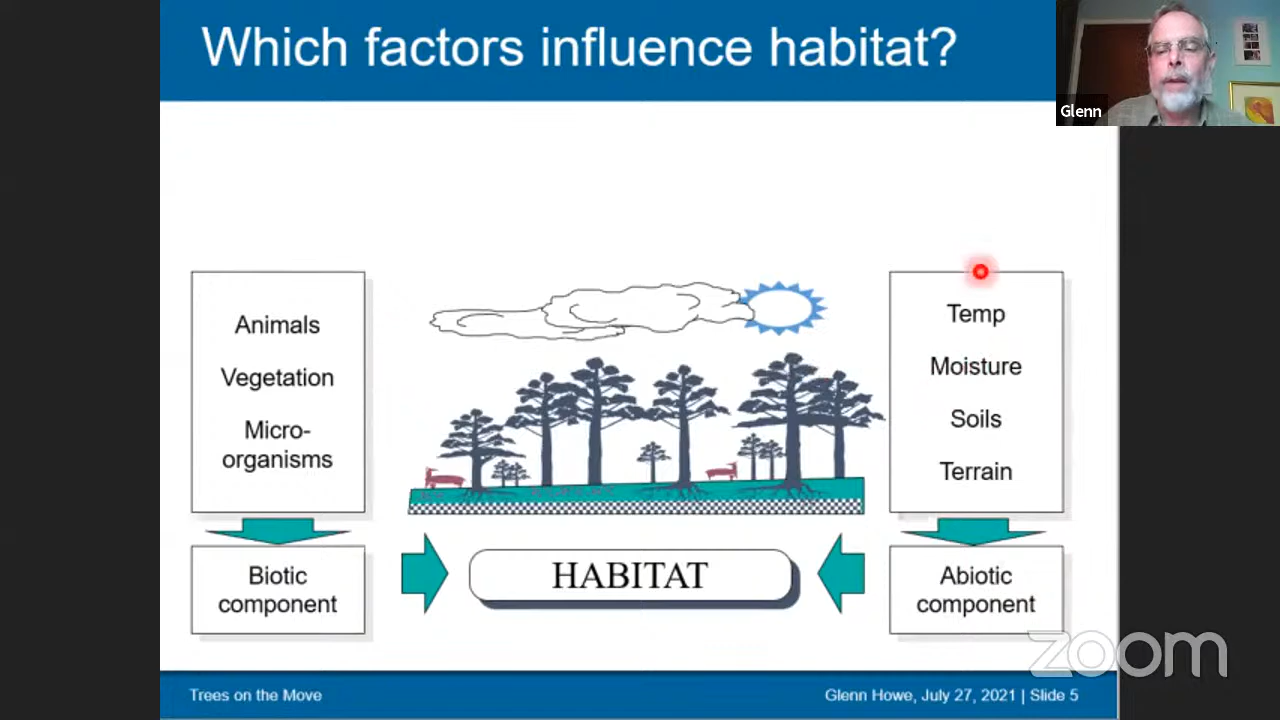 Which factors influence habitat?
Glenn
Animals
Vegetation
Micro-
organisms
Temp
Moisture
Soils
Terrain
Biotic
component
HABITAT
Abiotic
component
zoom
Trees on the Move
Glenn Howe, July 27, 2021 | Slide 5